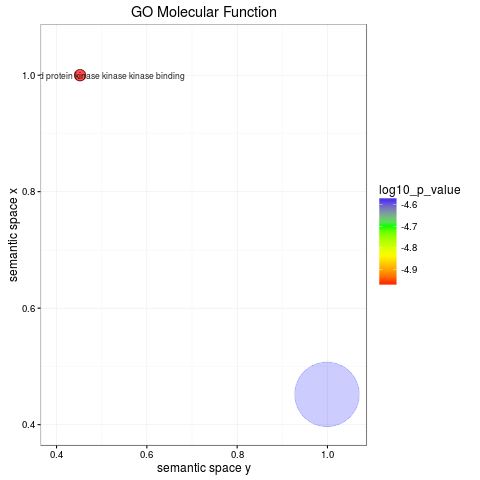 GO Molecular Function
semantic space x
1.0
d protein kinase kinase kinase binding
0.8
0.6
0.4
0.4 0.6 0.8 1.0
semantic space y
log10_p_value
-4.6
-4.7
-4.8
-4.9